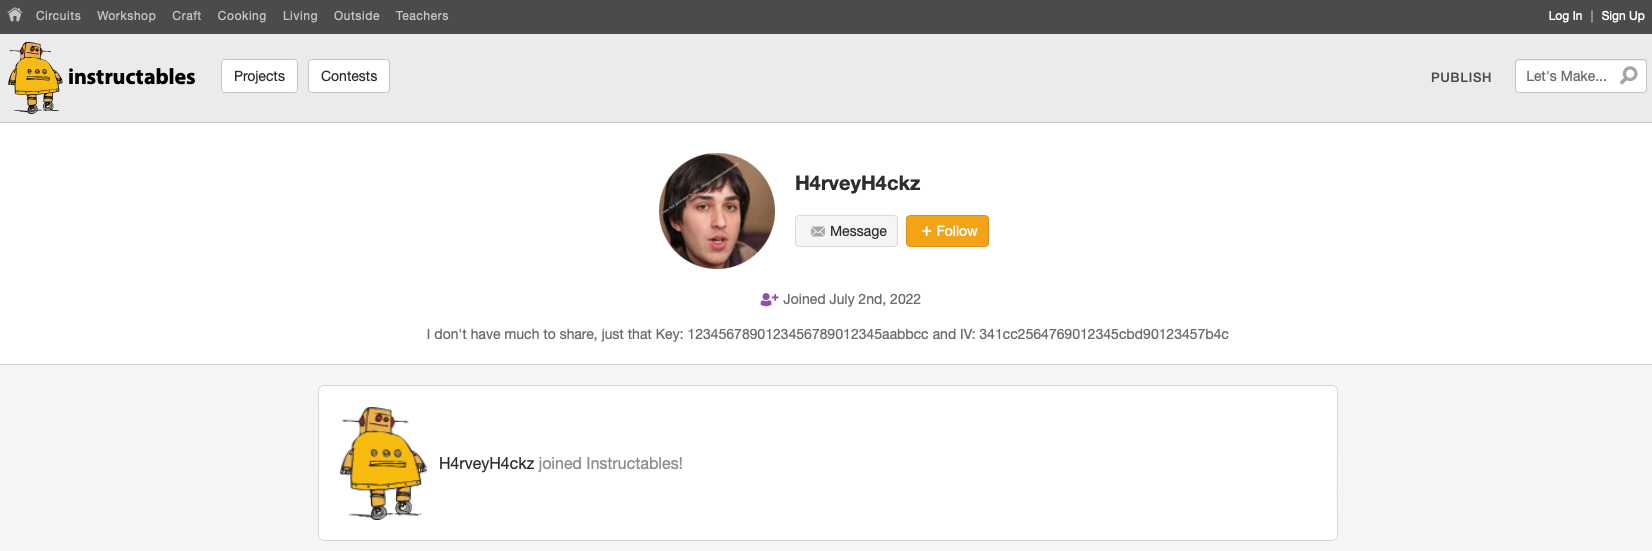 Circuits Workshop Craft Cooking Living Outside Teachers Log In | Sign Up
instructables Projects Contests PUBLISH Let's Make...
H4rveyH4ckz
Message + Follow
Joined July 2nd, 2022
I don't have much to share, just that Key: 12345678901234567890​12345aabbcc and IV: 341cc2564769012345cbd90123457b4c
H4rveyH4ckz joined Instructables!